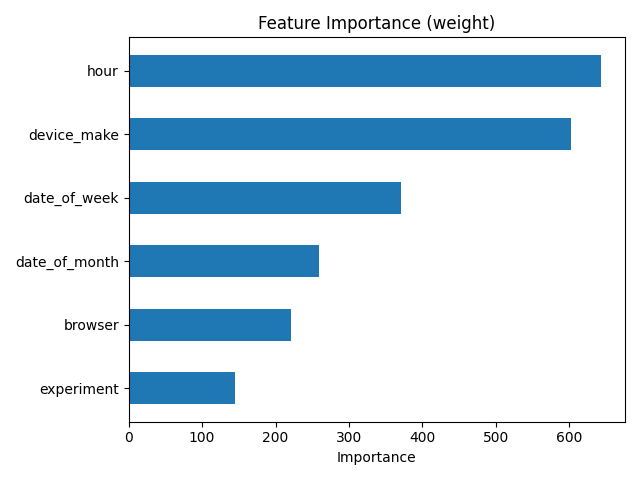 Feature Importance (weight)
hour
device_make
date_of_week
date_of_month
browser
experiment
0 100 200 300 400 500 600
Importance